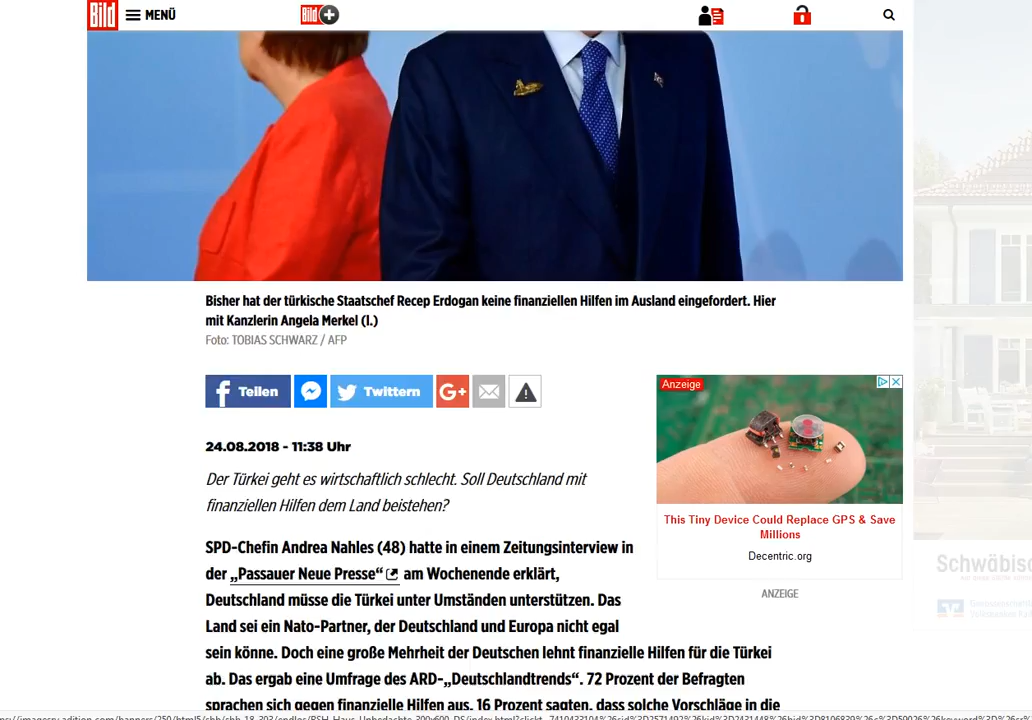 Bild
MENÜ
Bild +
Bisher hat der türkische Staatschef Recep Erdogan keine finanziellen Hilfen im Ausland eingefordert. Hier
mit Kanzlerin Angela Merkel (l.)
Foto: TOBIAS SCHWARZ / AFP
Teilen
Twittern
G+
Anzeige
24.08.2018 - 11:38 Uhr
Der Türkei geht es wirtschaftlich schlecht. Soll Deutschland mit
finanziellen Hilfen dem Land beistehen?
This Tiny Device Could Replace GPS & Save
Millions
Decentric.org
ANZEIGE
SPD-Chefin Andrea Nahles (48) hatte in einem Zeitungsinterview in
der „Passauer Neue Presse“ am Wochenende erklärt,
Deutschland müsse die Türkei unter Umständen unterstützen. Das
Land sei ein Nato-Partner, der Deutschland und Europa nicht egal
sein könne. Doch eine große Mehrheit der Deutschen lehnt finanzielle Hilfen für die Türkei
ab. Das ergab eine Umfrage des ARD-„Deutschlandtrends“. 72 Prozent der Befragten
sprachen sich gegen finanzielle Hilfen aus. 16 Prozent sagten, dass solche Vorschläge in die
Schwäbisc